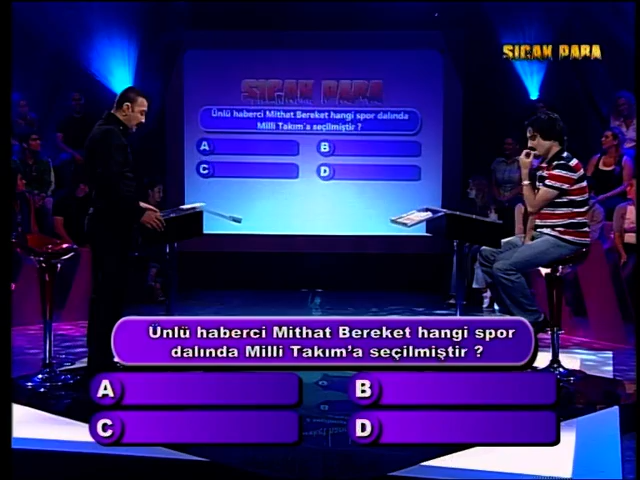 SICAK PARA
SICAK PARA
Ünlü haberci Mithat Bereket hangi spor dalında
Milli Takım'a seçilmiştir ?
A
B
C
D
Ünlü haberci Mithat Bereket hangi spor
dalında Milli Takım'a seçilmiştir ?
A
B
C
D